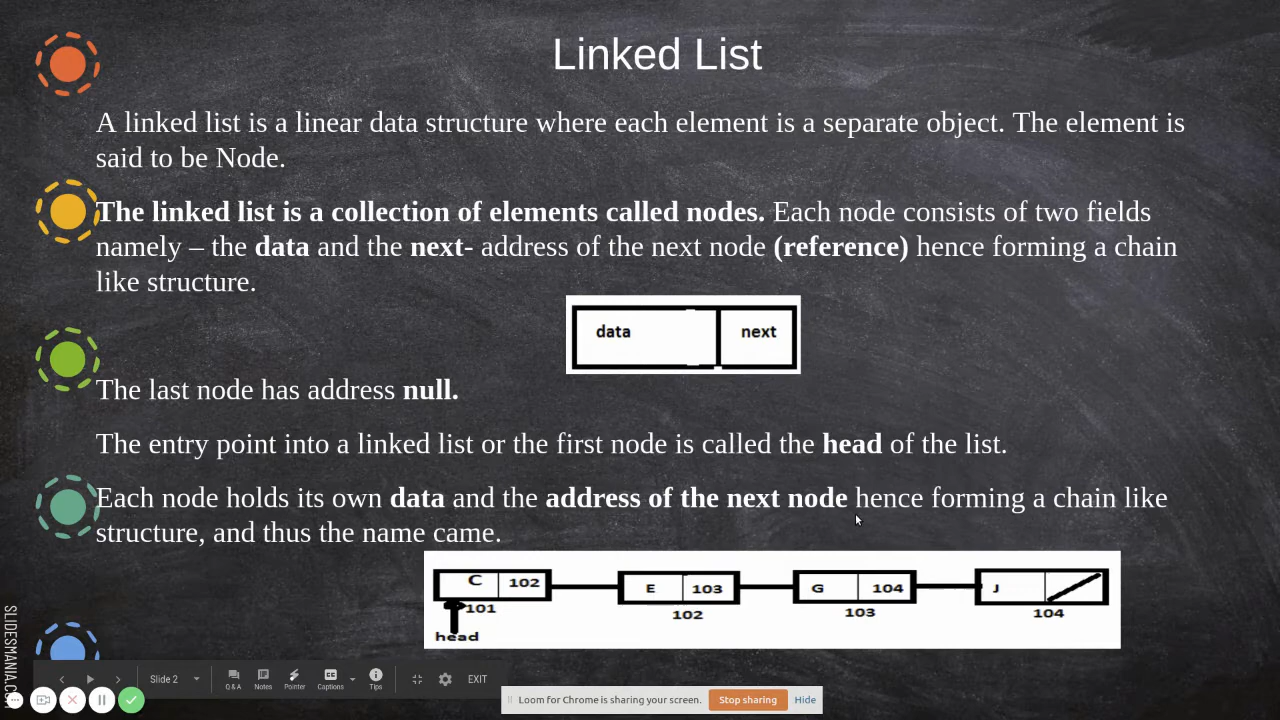 Linked List
A linked list is a linear data structure where each element is a separate object. The element is
said to be Node.
The linked list is a collection of elements called nodes. Each node consists of two fields
namely – the data and the next- address of the next node (reference) hence forming a chain
like structure.
data next
The last node has address null.
The entry point into a linked list or the first node is called the head of the list.
Each node holds its own data and the address of the next node hence forming a chain like
structure, and thus the name came.
C 102 E 103 G 104 J
101 102 103 104
head
SLIDESMANIA.CO
Slide 2 Q & A Notes Pointer Captions Tips EXIT
Loom for Chrome is sharing your screen. Stop sharing Hide